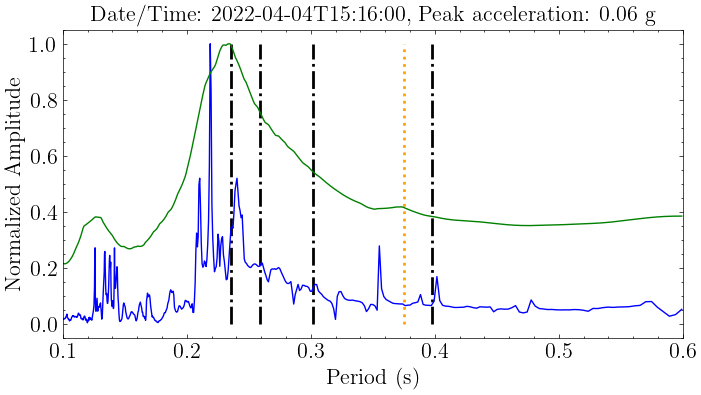 Date/Time: 2022-04-04T15:16:00, Peak acceleration: 0.06 g
Normalized Amplitude
1.0
0.8
0.6
0.4
0.2
0.0
0.1 0.2 0.3 0.4 0.5 0.6
Period (s)